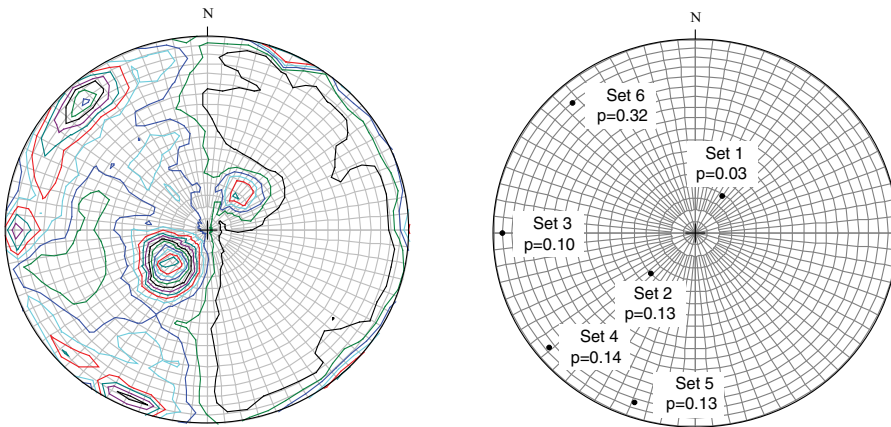 N
N
Set 6
p=0.32
Set 1
p=0.03
Set 3
p=0.10
Set 2
p=0.13
Set 4
p=0.14
Set 5
p=0.13